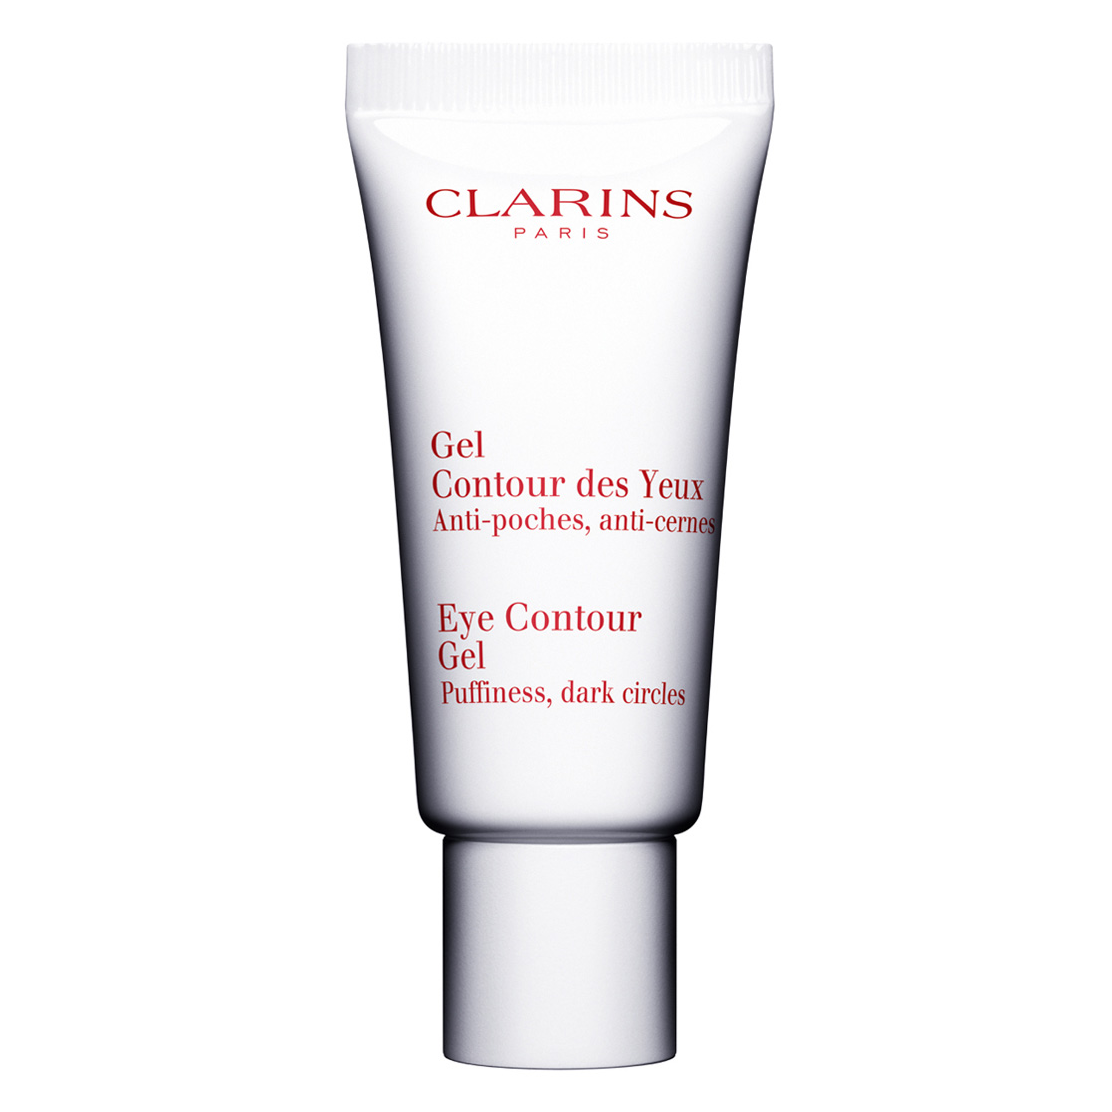 CLARINS
PARIS
Gel
Contour des Yeux
Anti-poches, anti-cernes
Eye Contour
Gel
Puffiness, dark circles